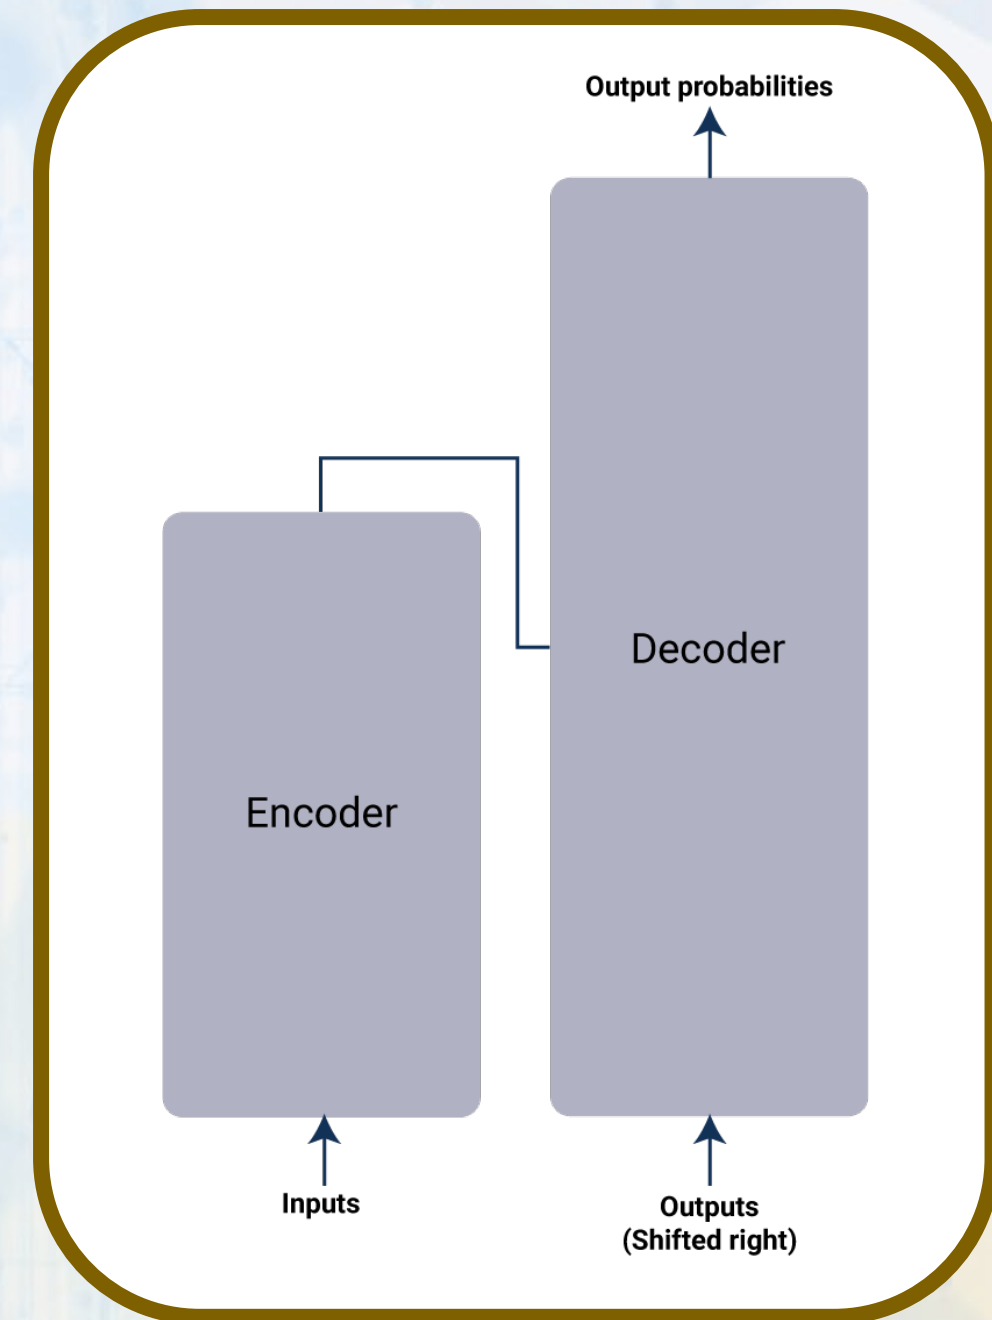 Output probabilities
Decoder
Encoder
Inputs
Outputs
(Shifted right)